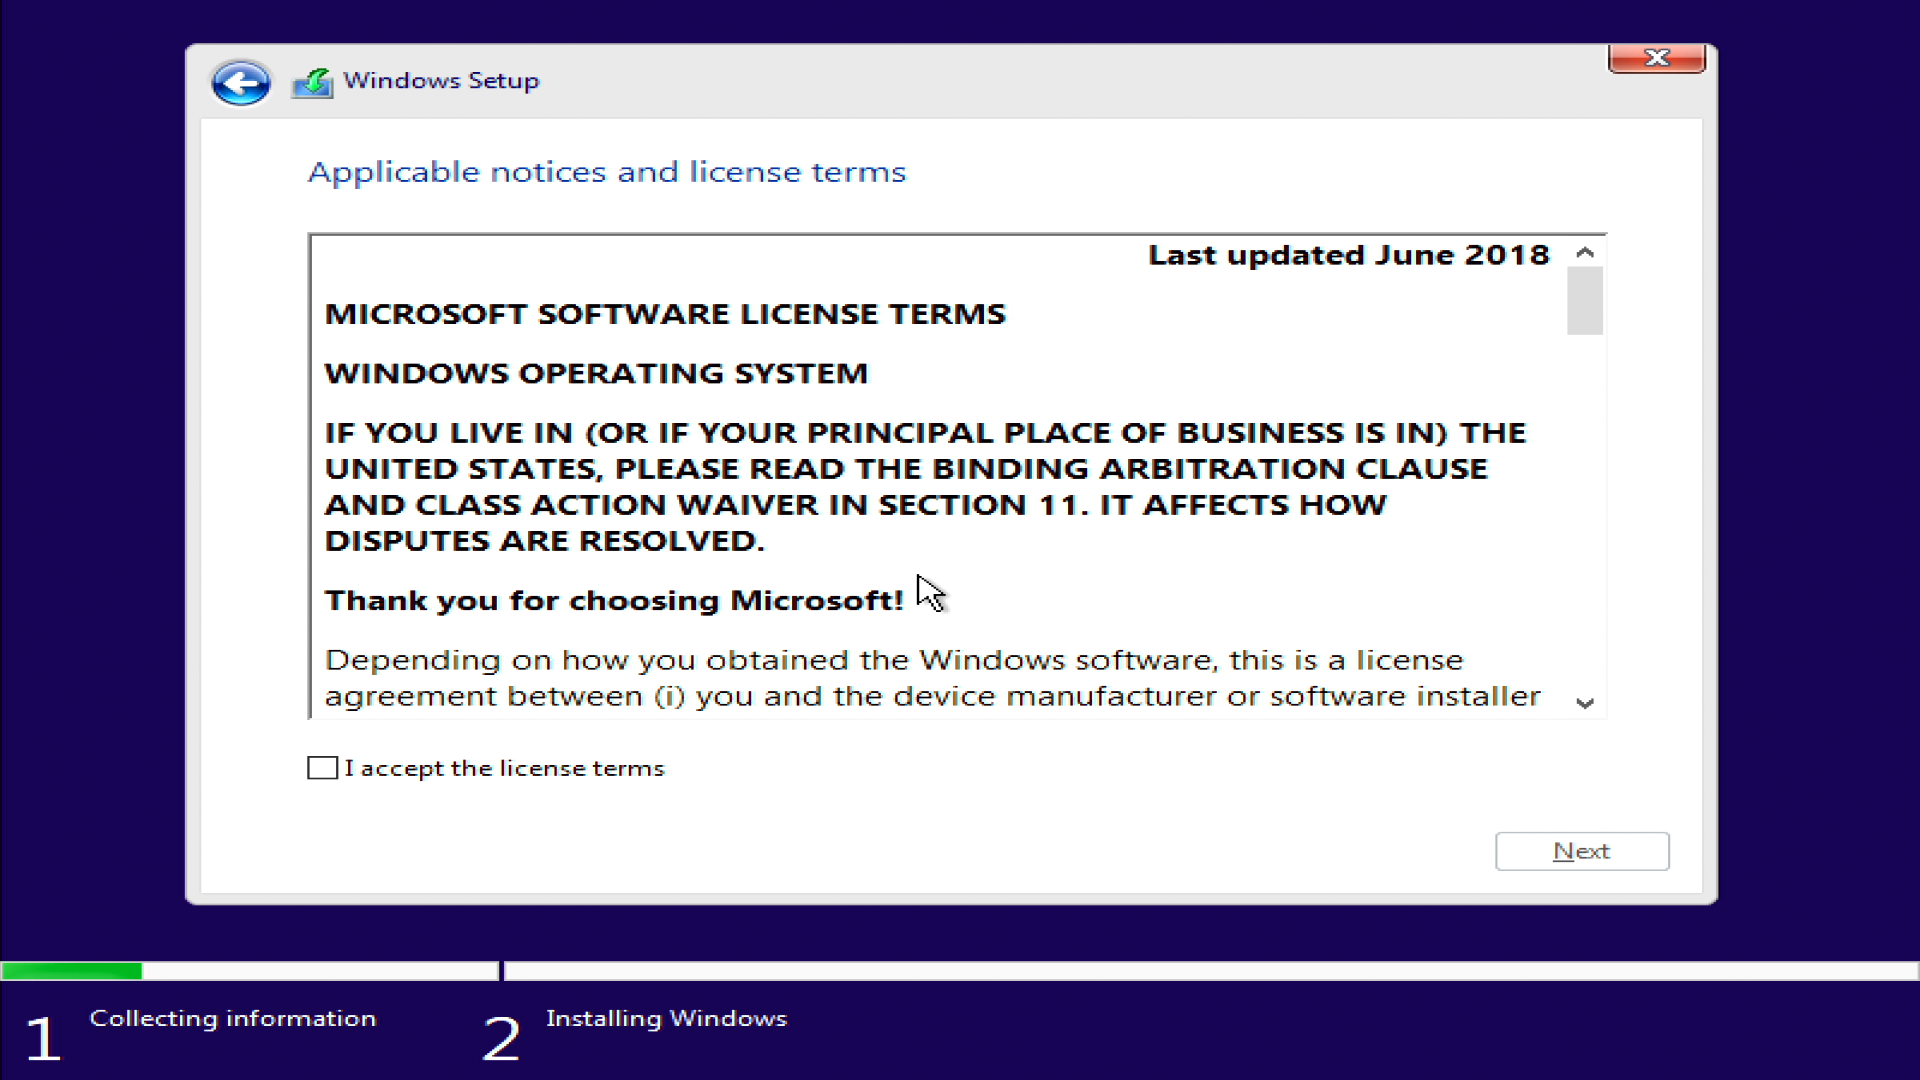 Windows Setup
Applicable notices and license terms
Last updated June 2018
MICROSOFT SOFTWARE LICENSE TERMS
WINDOWS OPERATING SYSTEM
IF YOU LIVE IN (OR IF YOUR PRINCIPAL PLACE OF BUSINESS IS IN) THE
UNITED STATES, PLEASE READ THE BINDING ARBITRATION CLAUSE
AND CLASS ACTION WAIVER IN SECTION 11. IT AFFECTS HOW
DISPUTES ARE RESOLVED.
Thank you for choosing Microsoft!
Depending on how you obtained the Windows software, this is a license
agreement between (i) you and the device manufacturer or software installer
I accept the license terms
Next
1 Collecting information
2 Installing Windows